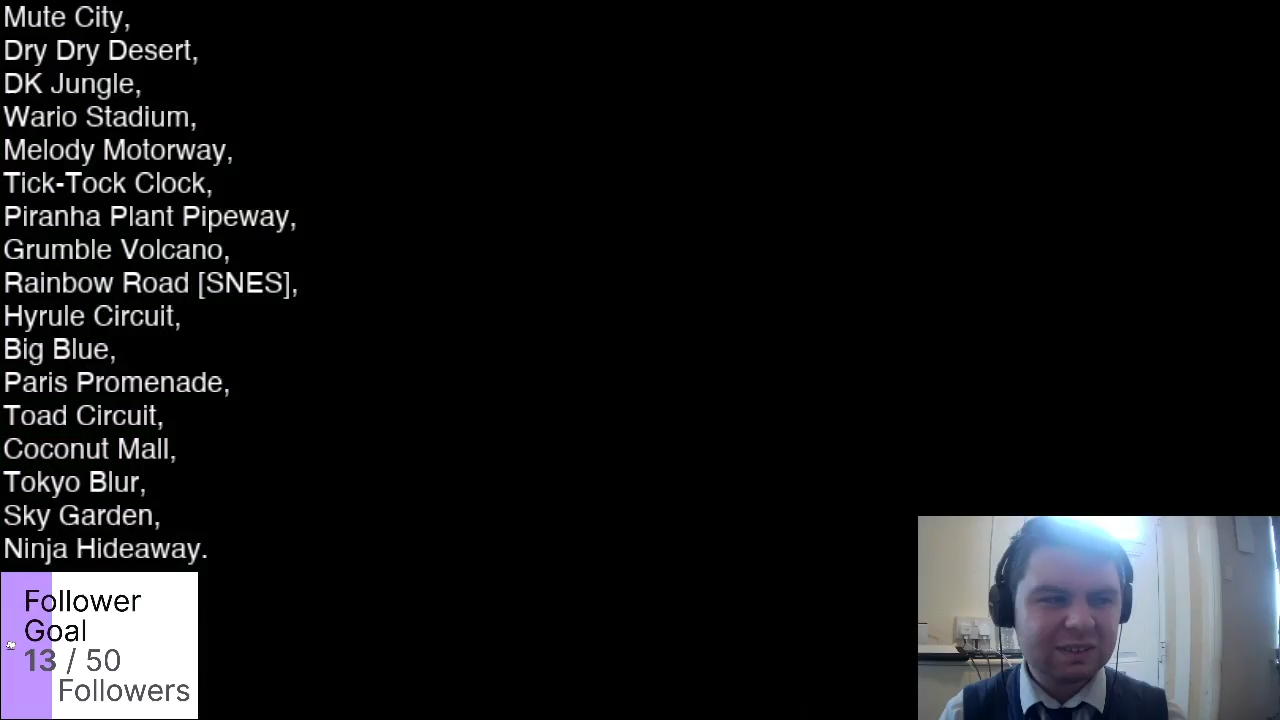 Mute City,
Dry Dry Desert,
DK Jungle,
Wario Stadium,
Melody Motorway,
Tick-Tock Clock,
Piranha Plant Pipeway,
Grumble Volcano,
Rainbow Road [SNES],
Hyrule Circuit,
Big Blue,
Paris Promenade,
Toad Circuit,
Coconut Mall,
Tokyo Blur,
Sky Garden,
Ninja Hideaway.
Follower
Goal
13 / 50
Followers